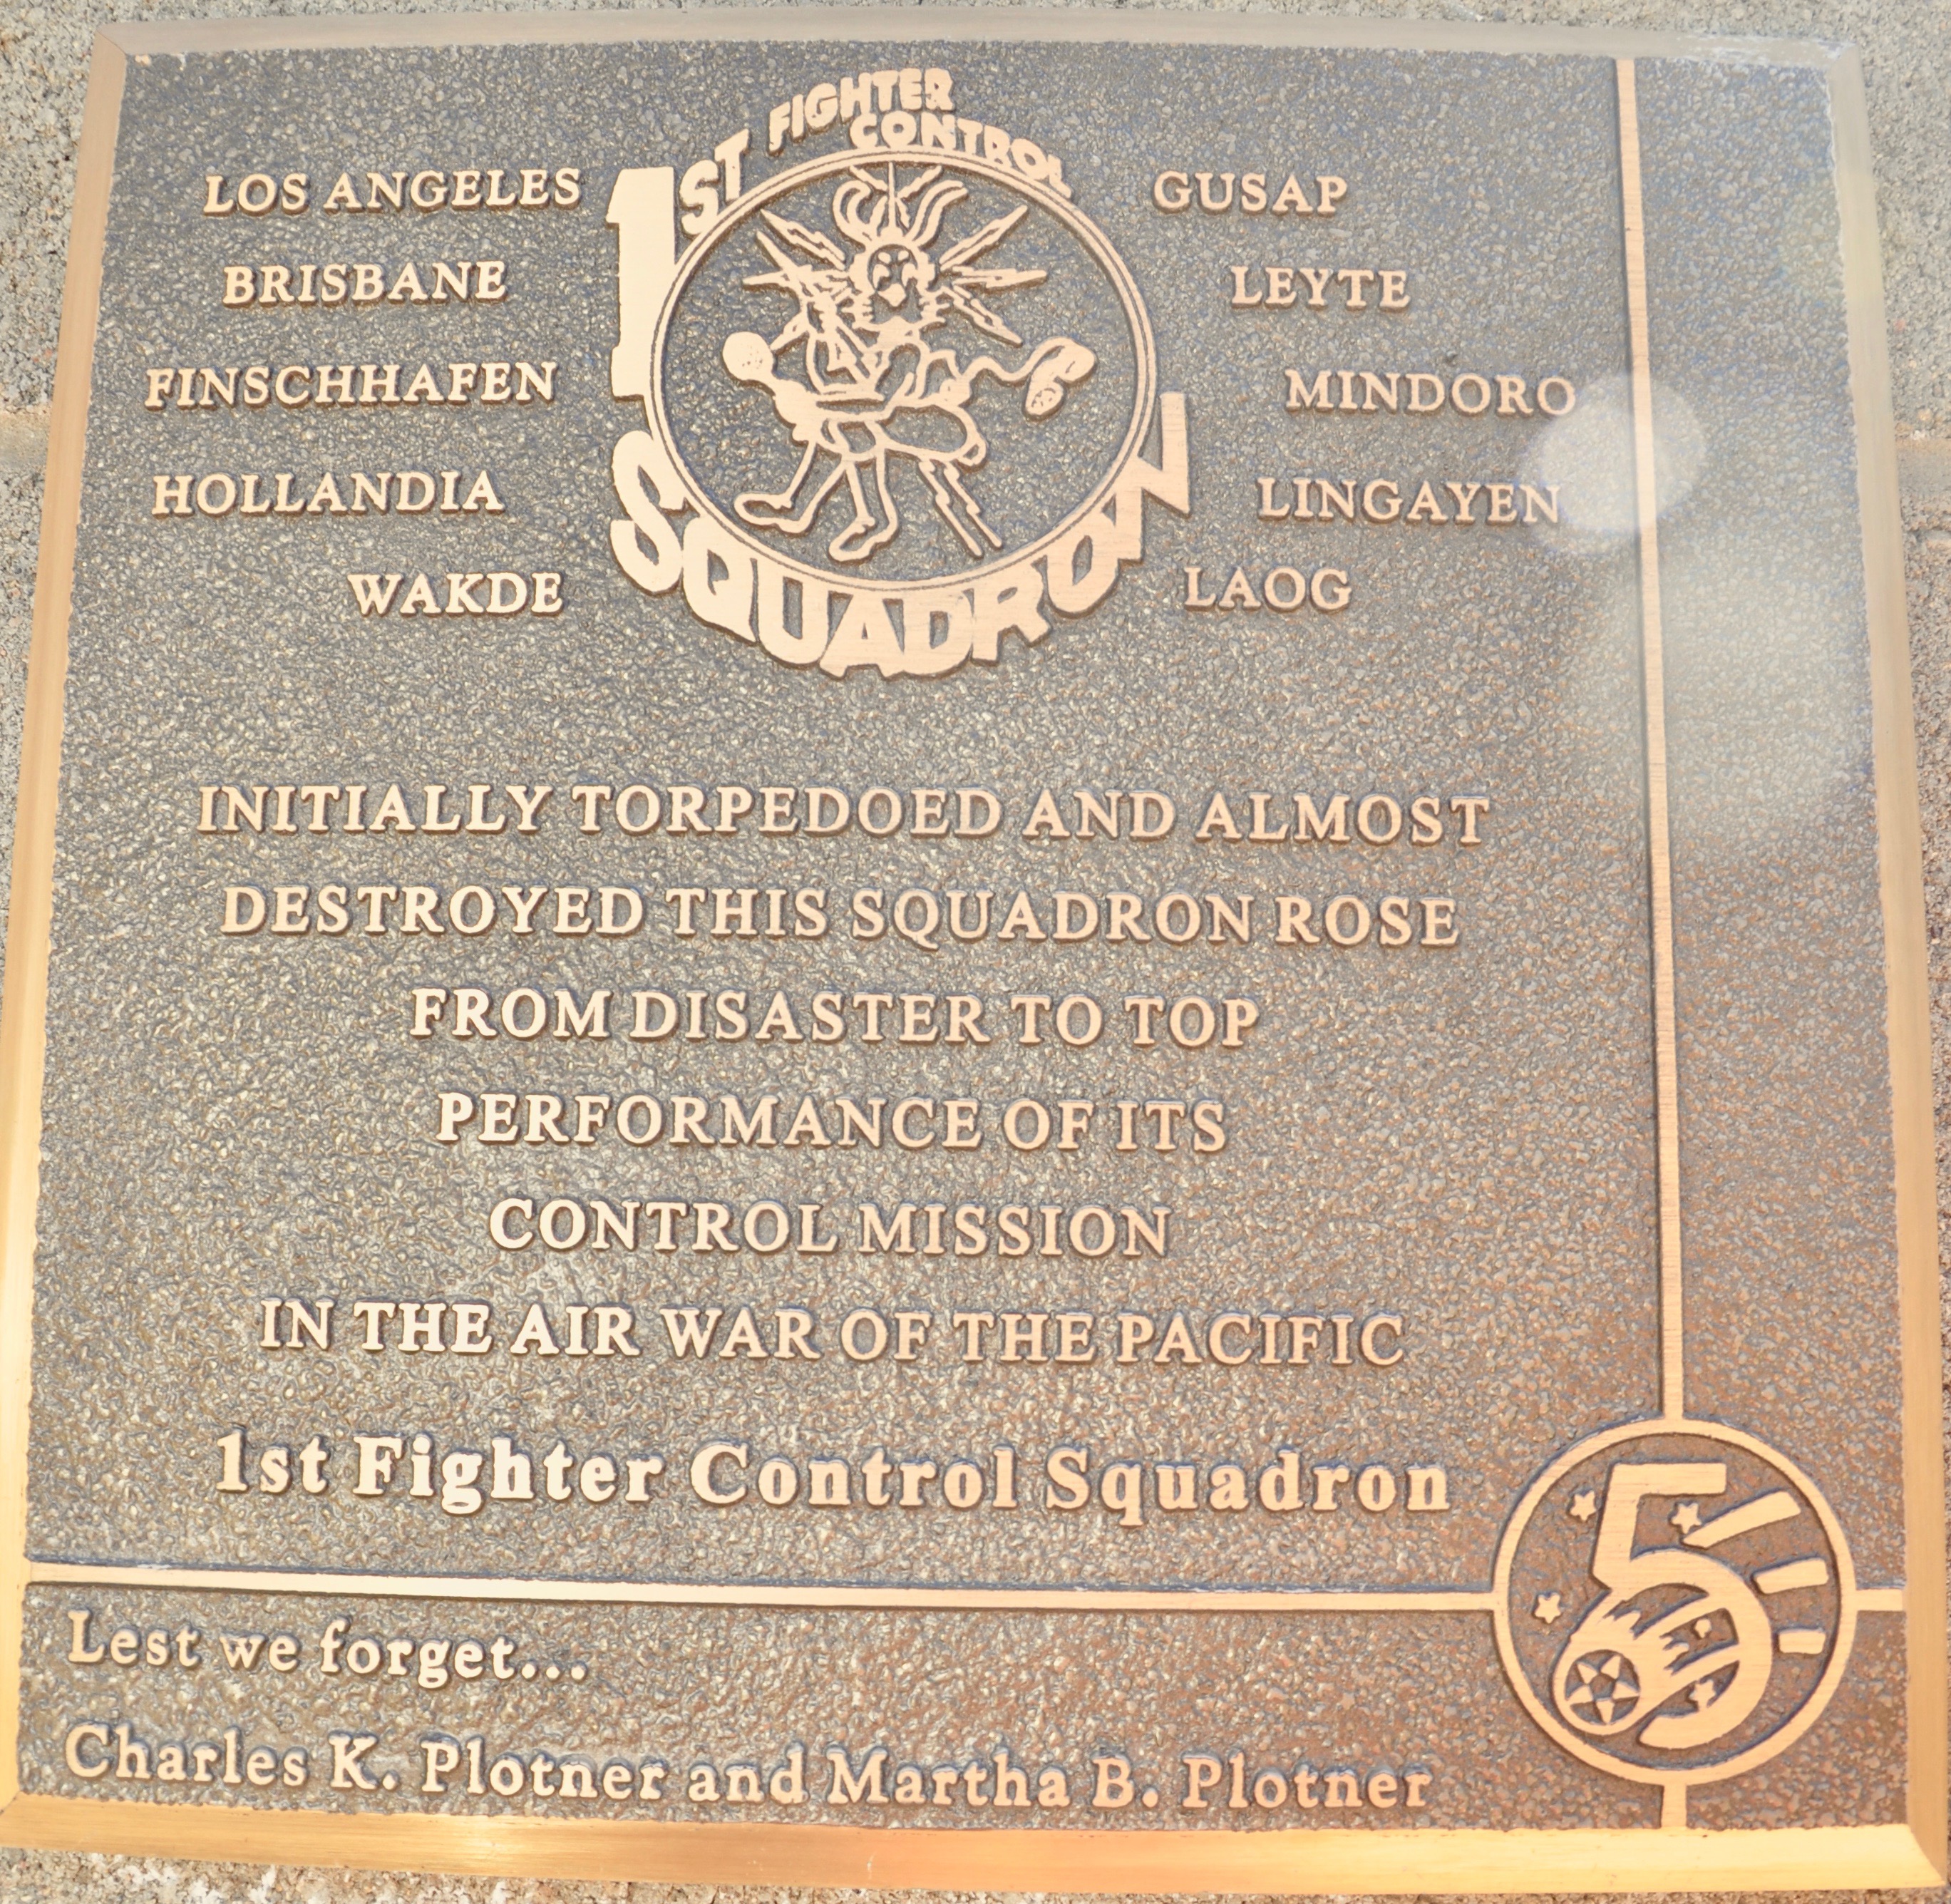 1ST FIGHTER
CONTROL
SQUADRON
LOS ANGELES
BRISBANE
FINSCHHAFEN
HOLLANDIA
WAKDE
GUSAP
LEYTE
MINDORO
LINGAYEN
LAOG
INITIALLY TORPEDOED AND ALMOST
DESTROYED THIS SQUADRON ROSE
FROM DISASTER TO TOP
PERFORMANCE OF ITS
CONTROL MISSION
IN THE AIR WAR OF THE PACIFIC
1st Fighter Control Squadron
5
Lest we forget...
Charles K. Plotner and Martha B. Plotner